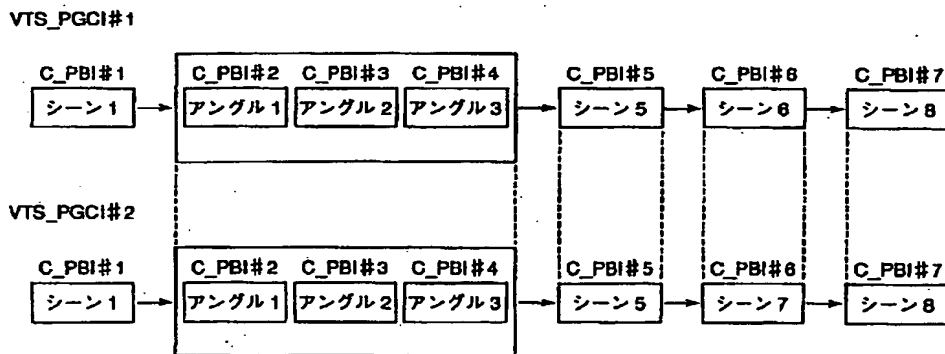 VTS_PGCI#1
C_PBI#1 C_PBI#2 C_PBI#3 C_PBI#4 C_PBI#5 C_PBI#6 C_PBI#7
シーン1 アングル1 アングル2 アングル3 シーン5 シーン6 シーン8
VTS_PGCI#2
C_PBI#1 C_PBI#2 C_PBI#3 C_PBI#4 C_PBI#5 C_PBI#6 C_PBI#7
シーン1 アングル1 アングル2 アングル3 シーン5 シーン7 シーン8